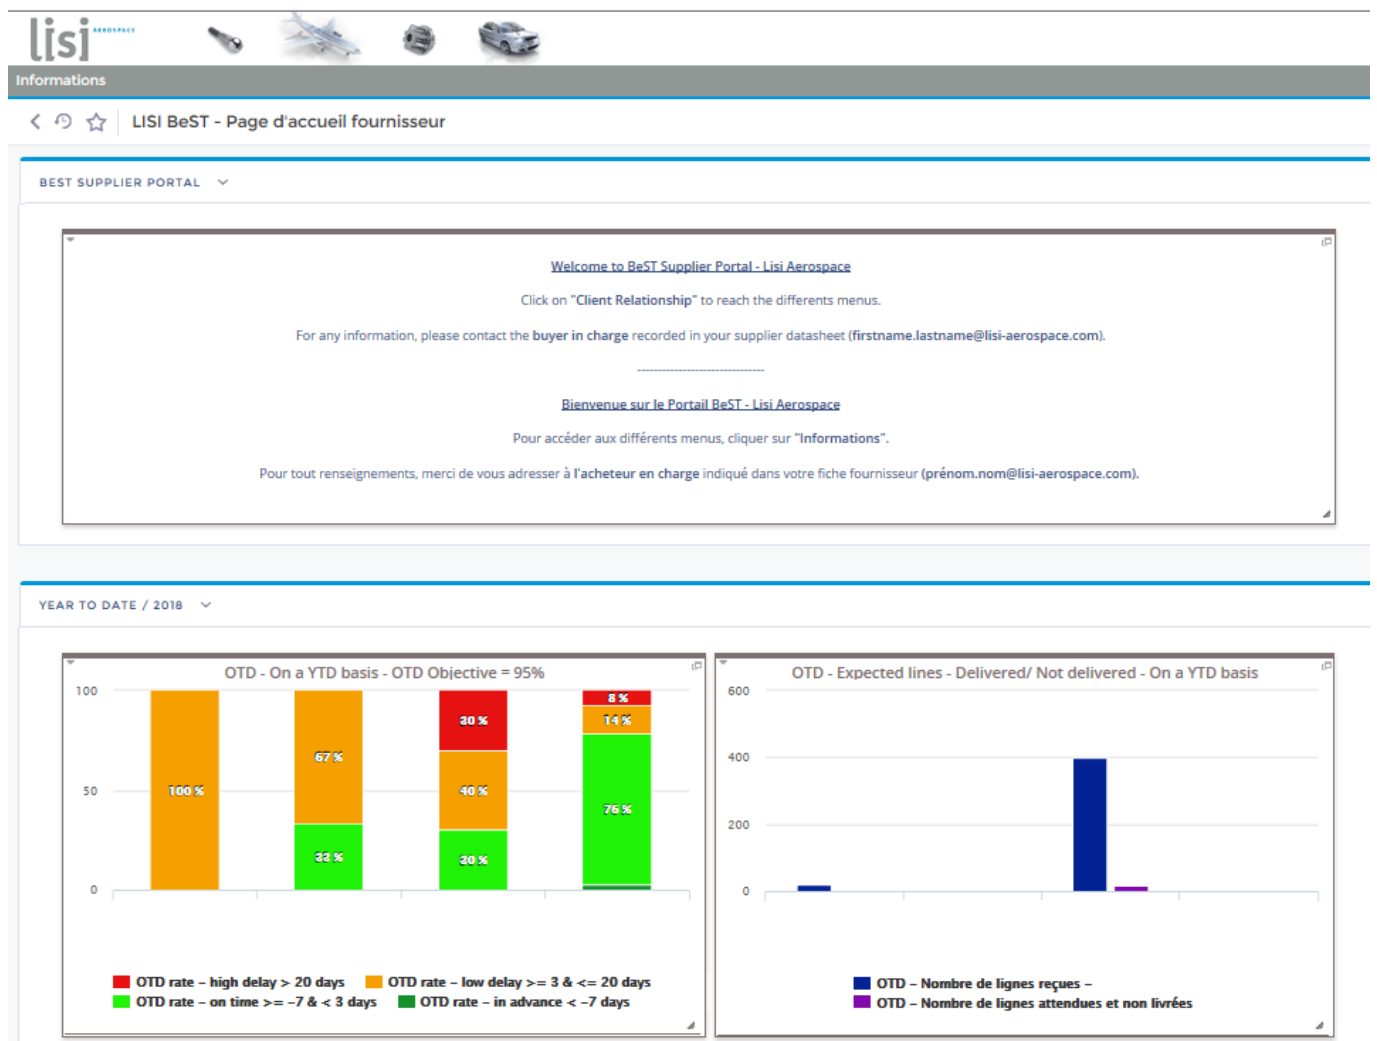 lisi AEROSPACE
Informations
LISI BeST - Page d'accueil fournisseur
BEST SUPPLIER PORTAL
Welcome to BeST Supplier Portal - Lisi Aerospace
Click on "Client Relationship" to reach the differents menus.
For any information, please contact the buyer in charge recorded in your supplier datasheet (firstname.lastname@lisi-aerospace.com).
------------------------------
Bienvenue sur le Portail BeST - Lisi Aerospace
Pour accéder aux différents menus, cliquer sur "Informations".
Pour tout renseignements, merci de vous adresser à l'acheteur en charge indiqué dans votre fiche fournisseur (prénom.nom@lisi-aerospace.com).
YEAR TO DATE / 2018
OTD - On a YTD basis - OTD Objective = 95%
100
50
0
100 %
67 %
33 %
30 %
40 %
30 %
8 %
14 %
76 %
OTD rate – high delay > 20 days
OTD rate – low delay >= 3 & <= 20 days
OTD rate – on time >= –7 & < 3 days
OTD rate – in advance < –7 days
OTD - Expected lines - Delivered/ Not delivered - On a YTD basis
600
400
200
0
OTD – Nombre de lignes reçues –
OTD – Nombre de lignes attendues et non livrées